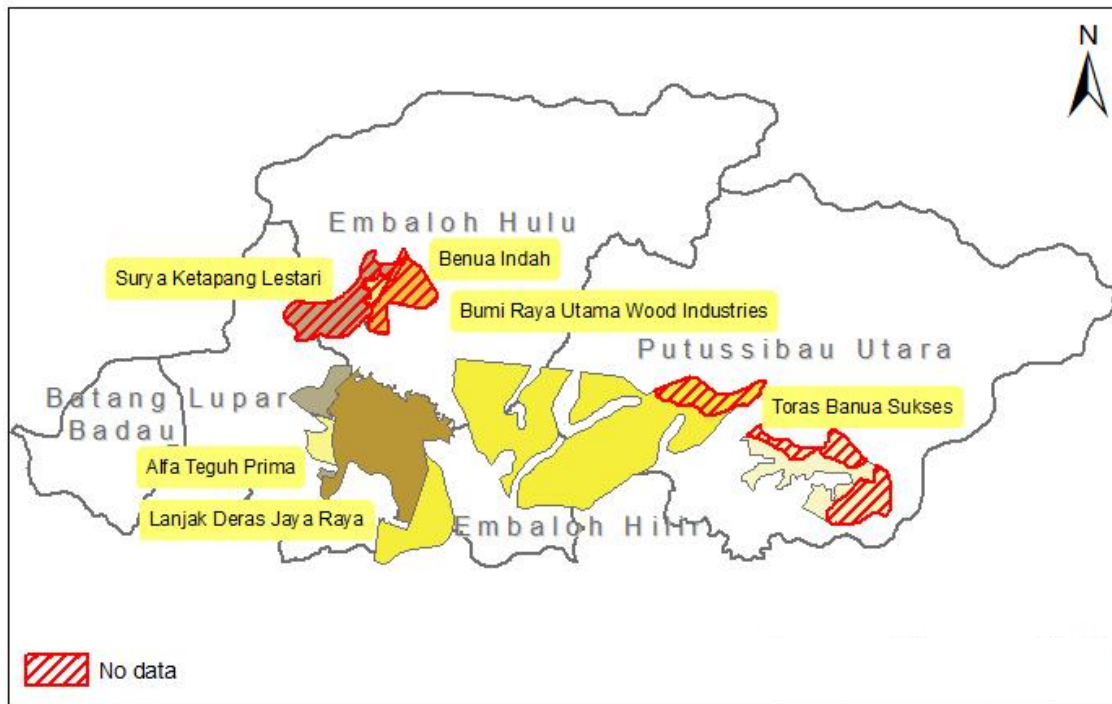 N
Embaloh Hulu
Benua Indah
Surya Ketapang Lestari
Bumi Raya Utama Wood Industries
Putussibau Utara
Batang Lupar
Badau
Toras Banua Sukses
Alfa Teguh Prima
Lanjak Deras Jaya Raya
Embaloh Hilir
No data